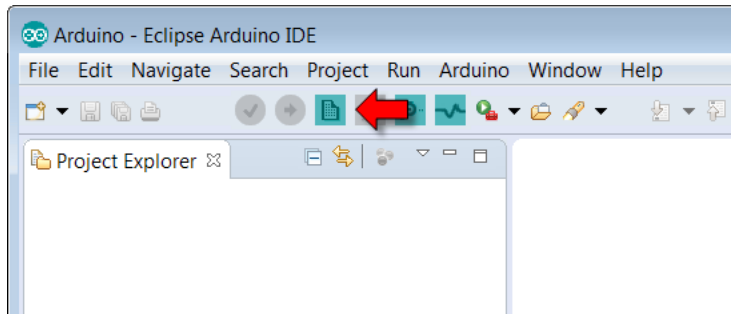 Arduino - Eclipse Arduino IDE
File Edit Navigate Search Project Run Arduino Window Help
Project Explorer